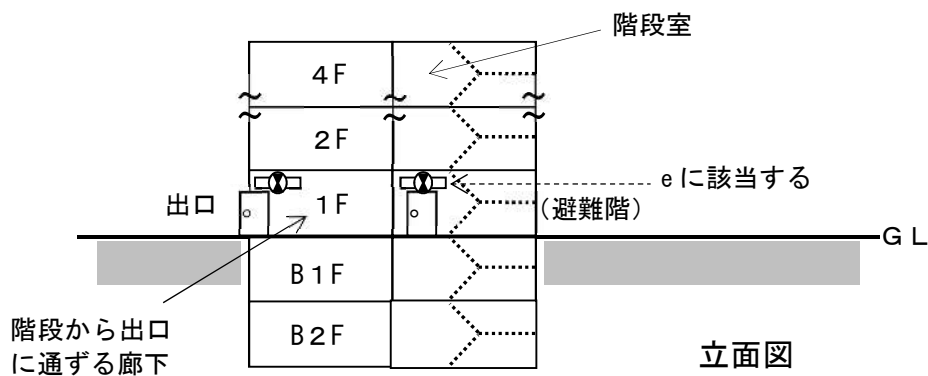 階段室
4F
2F
1F
出口
eに該当する
(避難階)
GL
B1F
B2F
階段から出口
に通ずる廊下
立面図